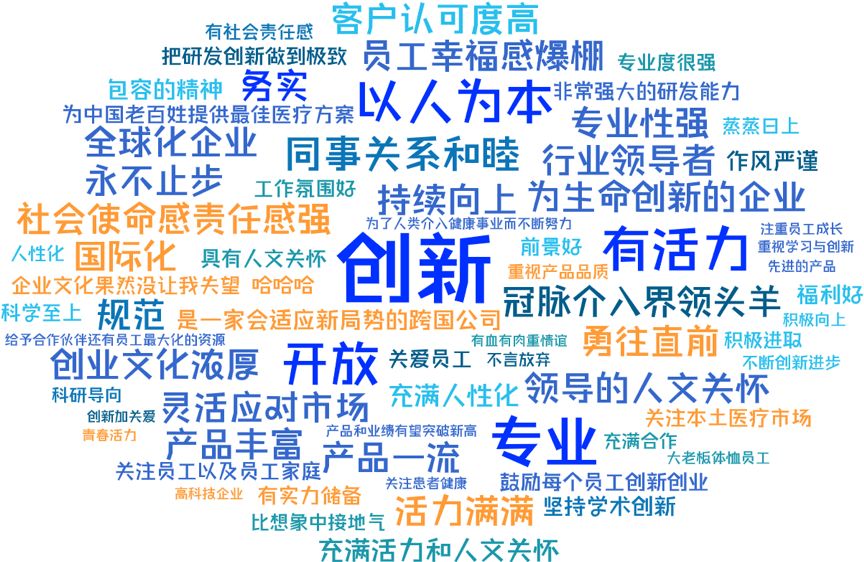 客户认可度高
有社会责任感
员工幸福感爆棚
把研发创新做到极致
专业度很强
包容的精神
务实
以人为本
非常强大的研发能力
为中国老百姓提供最佳医疗方案
专业性强
蒸蒸日上
全球化企业
同事关系和睦
行业领导者
作风严谨
永不止步
工作氛围好
持续向上
为生命创新的企业
社会使命感责任感强
为了人类介入健康事业而不断努力
注重员工成长
人性化
国际化
具有人文关怀
前景好
有活力
重视学习与创新
先进的产品
企业文化果然没让我失望
哈哈哈
创新
重视产品品质
科学至上
规范
是一家会适应新局势的跨国公司
冠脉介入界领头羊
福利好
积极向上
给予合作伙伴还有员工最大化的资源
有血有肉重情谊
勇往直前
积极进取
创业文化浓厚
开放
关爱员工
不言放弃
不断创新进步
科研导向
创新加关爱
灵活应对市场
充满人性化
领导的人文关怀
青春活力
产品丰富
产品和业绩有望突破新高
专业
充满合作
关注本土医疗市场
关注员工以及员工家庭
产品一流
大老板体恤员工
高科技企业
有实力储备
关注患者健康
鼓励每个员工创新创业
比想象中接地气
活力满满
坚持学术创新
充满活力和人文关怀